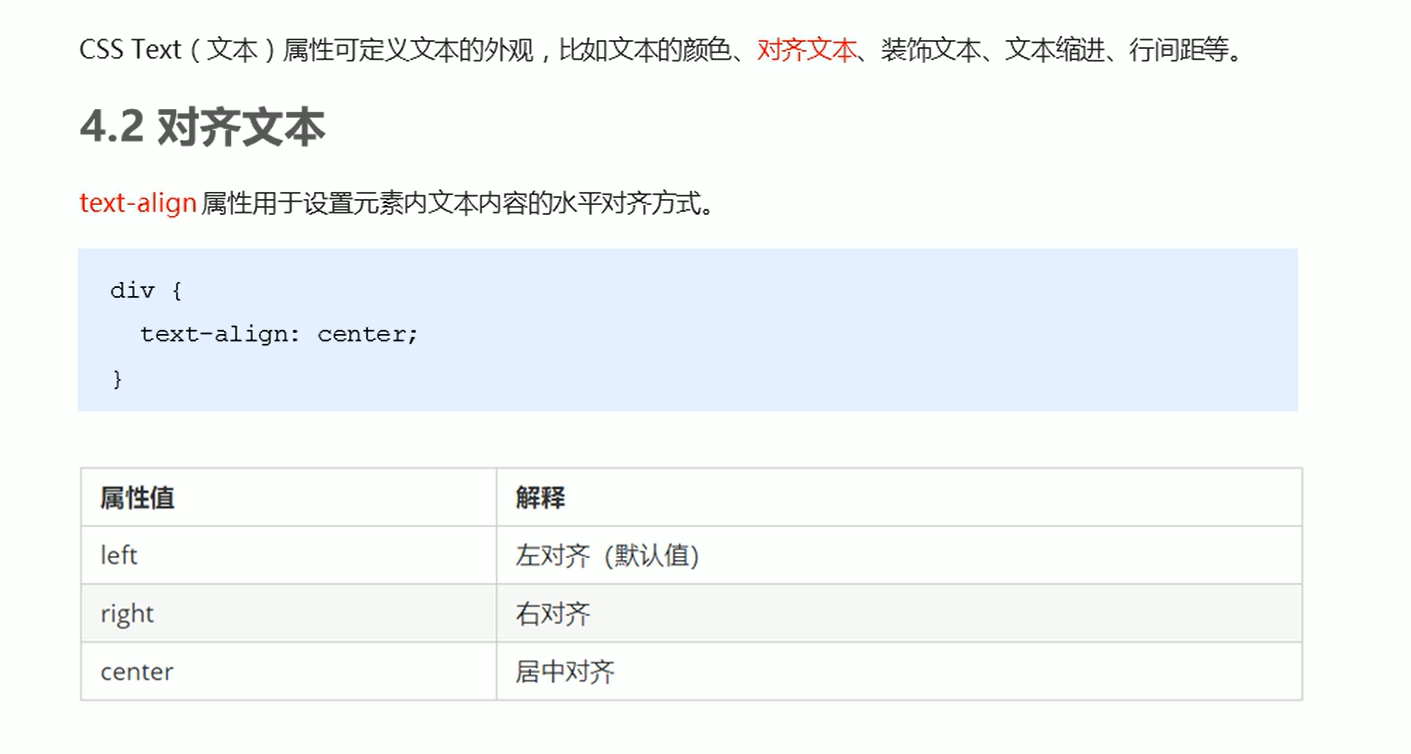 CSS Text（文本）属性可定义文本的外观，比如文本的颜色、对齐文本、装饰文本、文本缩进、行间距等。
4.2 对齐文本
text-align 属性用于设置元素内文本内容的水平对齐方式。
div {
text-align: center;
}
属性值 解释
left 左对齐（默认值）
right 右对齐
center 居中对齐